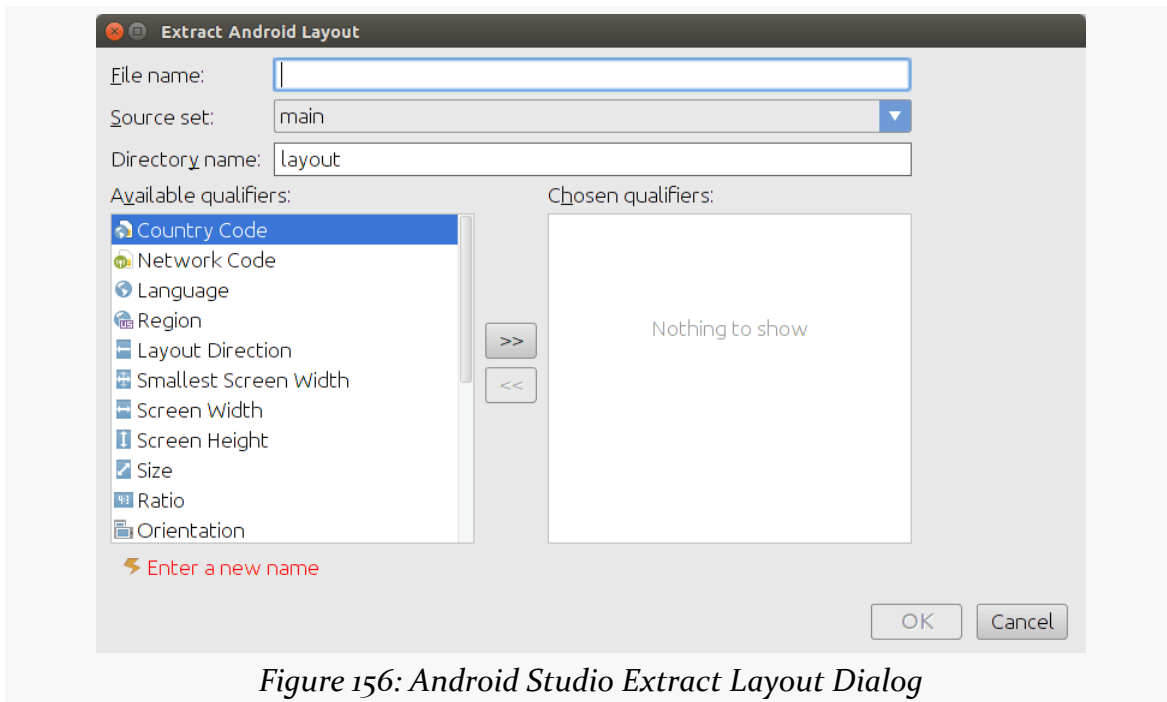 Extract Android Layout
File name:
Source set: main
Directory name: layout
Available qualifiers:
Chosen qualifiers:
Country Code
Network Code
Language
Region
Layout Direction
Smallest Screen Width
Screen Width
Screen Height
Size
Ratio
Orientation
>>
<<
Nothing to show
Enter a new name
OK Cancel
Figure 156: Android Studio Extract Layout Dialog